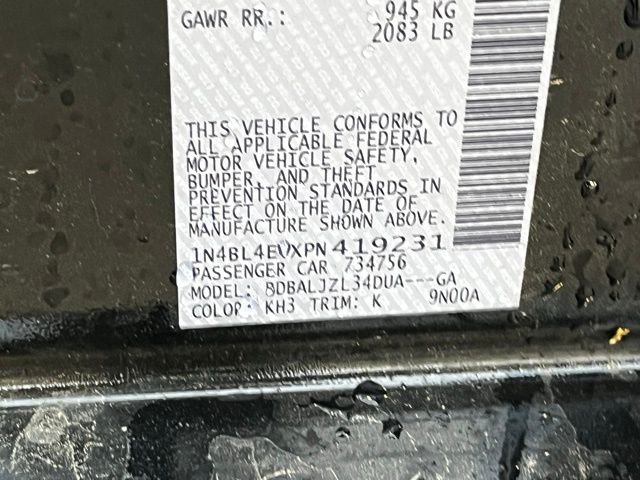 GAWR RR.: 945 KG
2083 LB
THIS VEHICLE CONFORMS TO
ALL APPLICABLE FEDERAL
MOTOR VEHICLE SAFETY,
BUMPER, AND THEFT
PREVENTION STANDARDS IN
EFFECT ON THE DATE OF
MANUFACTURE SHOWN ABOVE.
1N4BL4EVXPN419231
PASSENGER CAR 734756
MODEL: BDBALJZL34DUA---GA
COLOR: KH3 TRIM: K 9N00A